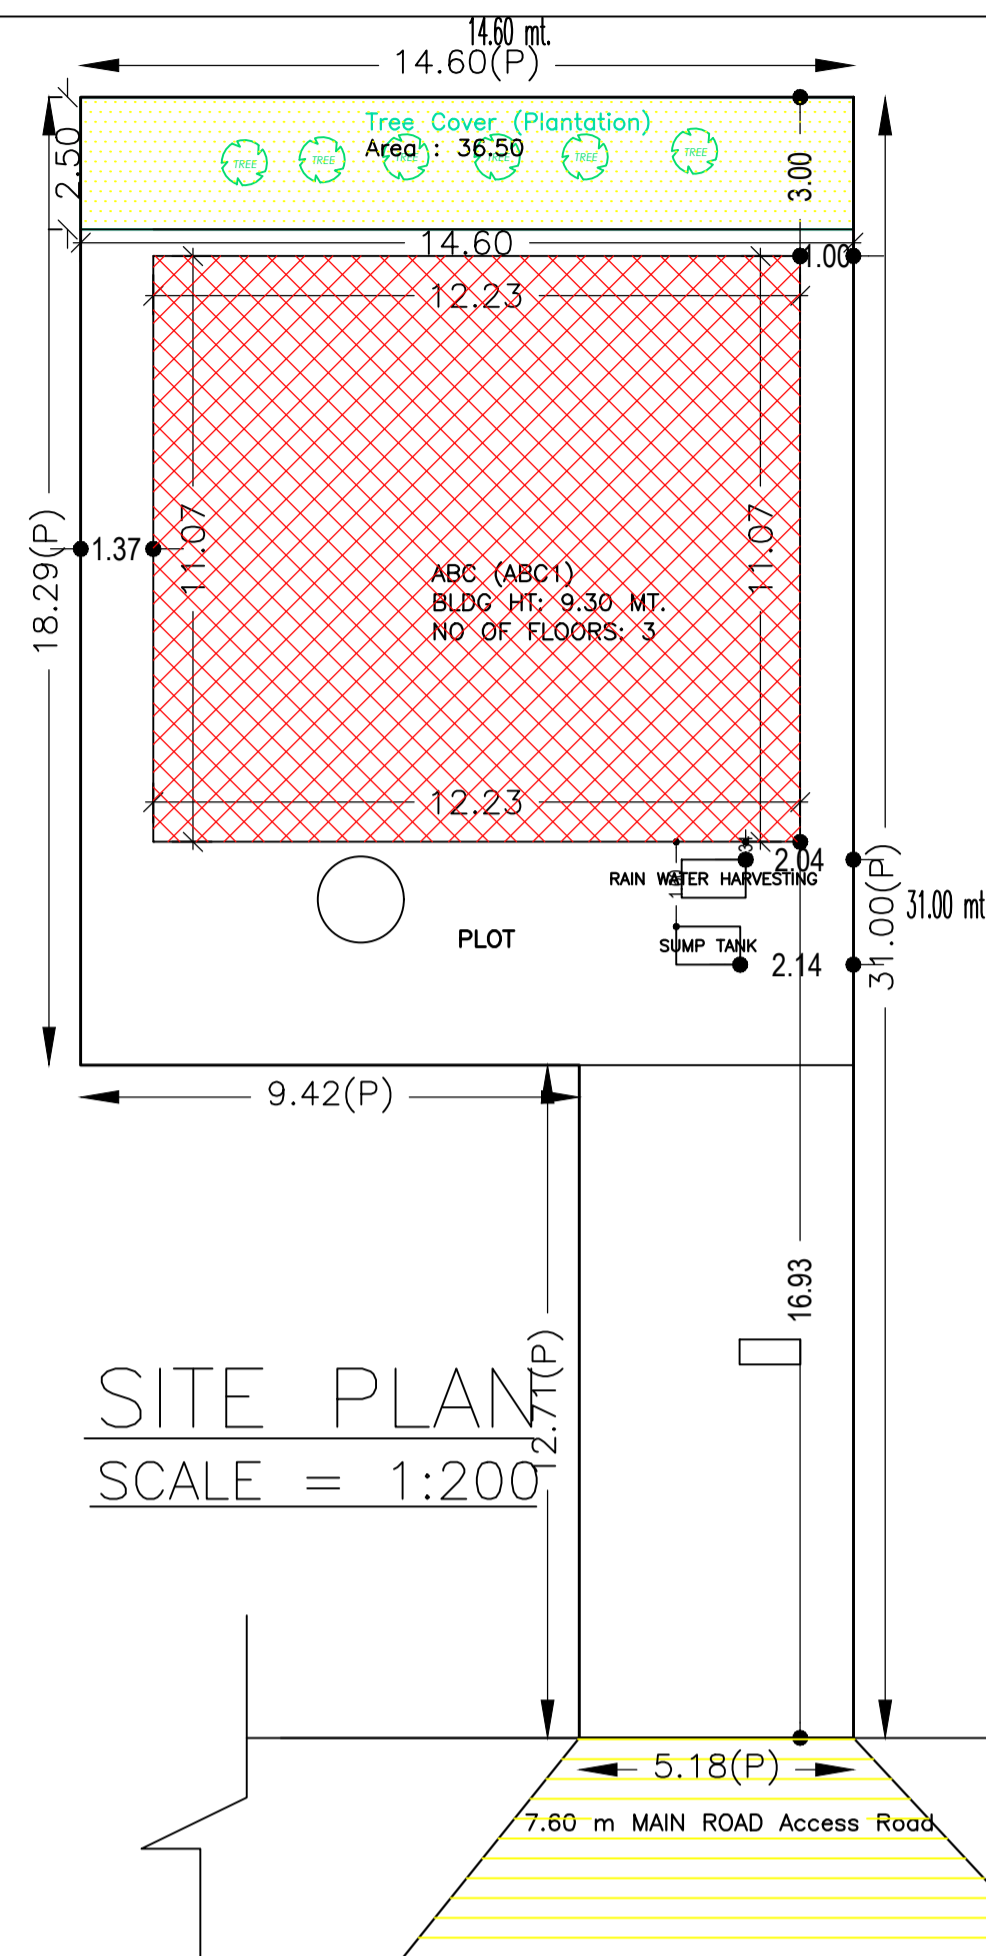 14.60 mt.
14.60(P)
2.50
Tree Cover (Plantation)
Area : 36.50
TREE
TREE
TREE
TREE
TREE
TREE
3.00
14.60
1.00
12.23
18.29(P)
1.37
11.07
11.07
ABC (ABC1)
BLDG HT: 9.30 MT.
NO OF FLOORS: 3
12.23
2.04
RAIN WATER HARVESTING
31.00(P)
31.00 mt
PLOT
SUMP TANK
2.14
9.42(P)
16.93
12.71(P)
SITE PLAN
SCALE = 1:200
5.18(P)
7.60 m MAIN ROAD Access Road